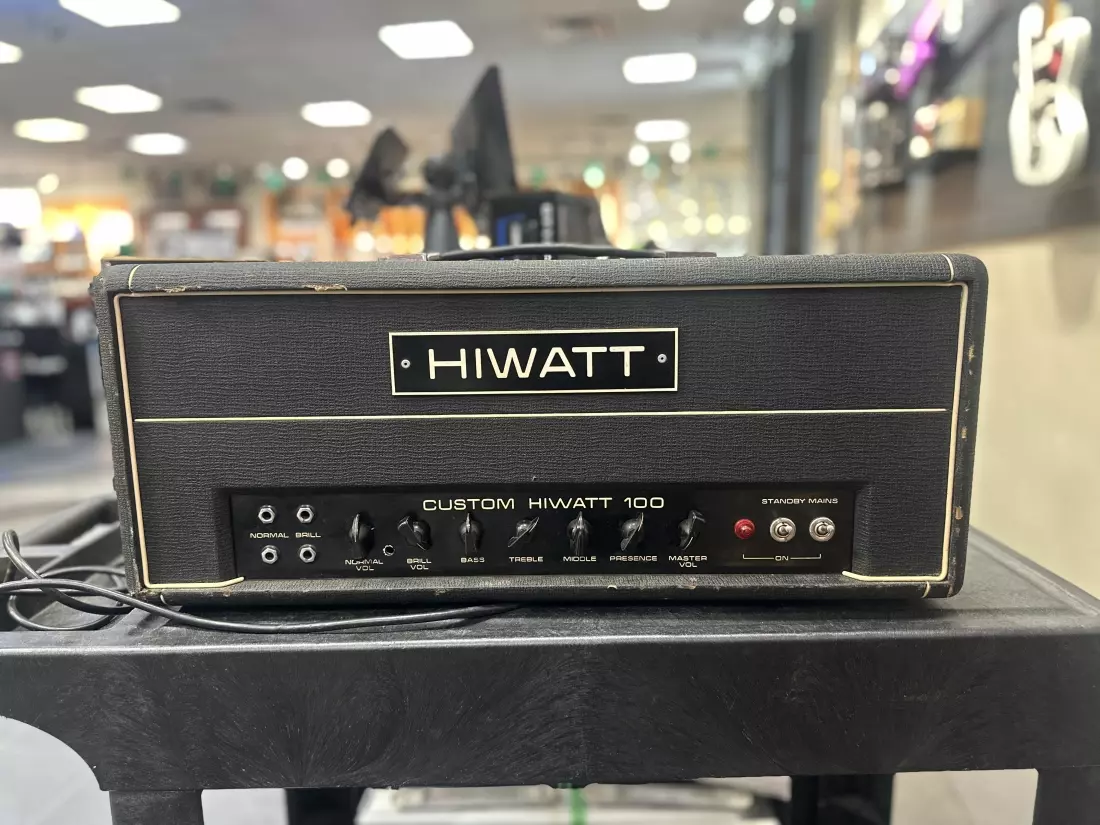 HIWATT
CUSTOM HIWATT 100
STANDBY MAINS
NORMAL BRILL
NORMAL VOL
BRILL VOL
BASS
TREBLE
MIDDLE
PRESENCE
MASTER VOL
ON